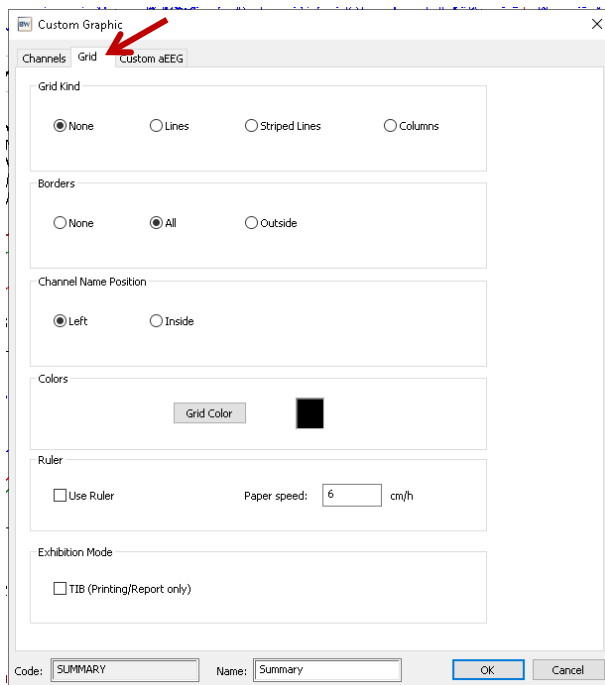 BW Custom Graphic
Channels Grid Custom aEEG
Grid Kind
None Lines Striped Lines Columns
Borders
None All Outside
Channel Name Position
Left Inside
Colors
Grid Color
Ruler
Use Ruler Paper speed: 6 cm/h
Exhibition Mode
TIB (Printing/Report only)
Code: SUMMARY Name: Summary OK Cancel